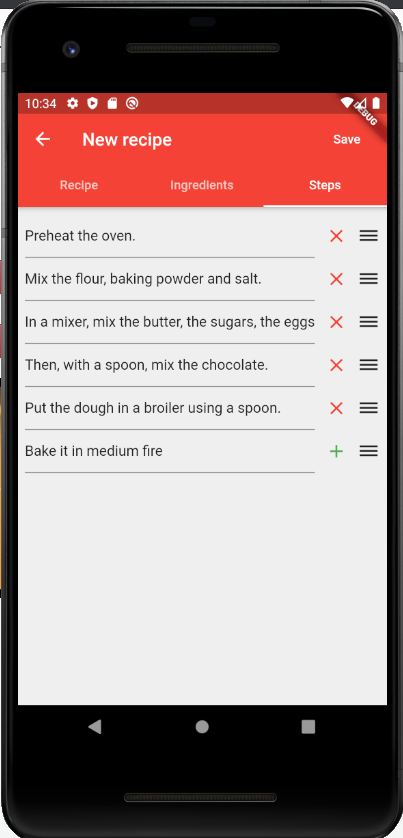 10:34
DEBUG
New recipe
Save
Recipe
Ingredients
Steps
Preheat the oven.
Mix the flour, baking powder and salt.
In a mixer, mix the butter, the sugars, the eggs
Then, with a spoon, mix the chocolate.
Put the dough in a broiler using a spoon.
Bake it in medium fire